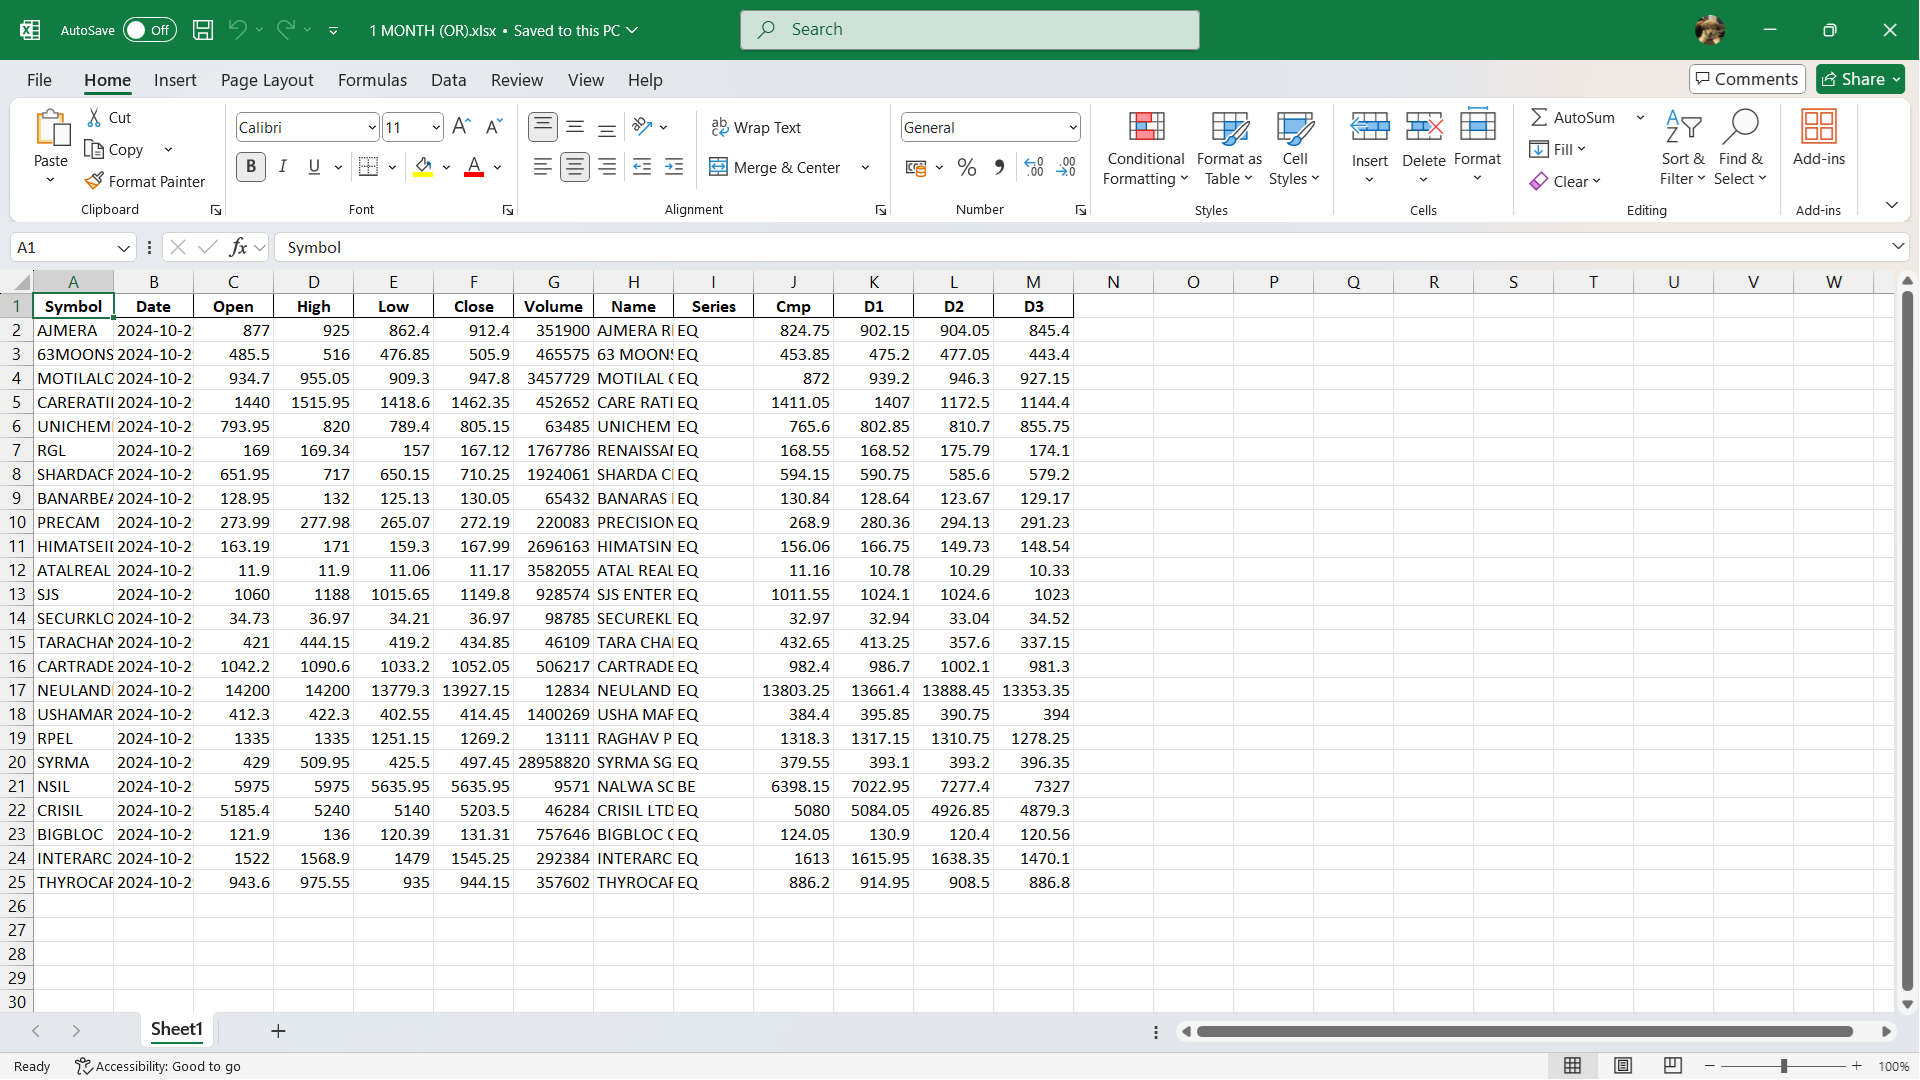 AutoSave Off 1 MONTH (OR).xlsx • Saved to this PC Search
File Home Insert Page Layout Formulas Data Review View Help Comments Share
Paste Cut Copy Format Painter Clipboard
Calibri 11 B I U A Font
Wrap Text Merge & Center Alignment
General % Number
Conditional Formatting Format as Table Cell Styles Styles
Insert Delete Format Cells
AutoSum Fill Clear Sort & Filter Find & Select Editing
Add-ins Add-ins
A1 fx Symbol
A B C D E F G H I J K L M N O P Q R S T U V W
1 Symbol Date Open High Low Close Volume Name Series Cmp D1 D2 D3
2 AJMERA 2024-10-2 877 925 862.4 912.4 351900 AJMERA R EQ 824.75 902.15 904.05 845.4
3 63MOONS 2024-10-2 485.5 516 476.85 505.9 465575 63 MOON EQ 453.85 475.2 477.05 443.4
4 MOTILAL 2024-10-2 934.7 955.05 909.3 947.8 3457729 MOTILAL EQ 872 939.2 946.3 927.15
5 CARERATI 2024-10-2 1440 1515.95 1418.6 1462.35 452652 CARE RATI EQ 1411.05 1407 1172.5 1144.4
6 UNICHEM 2024-10-2 793.95 820 789.4 805.15 63485 UNICHEM EQ 765.6 802.85 810.7 855.75
7 RGL 2024-10-2 169 169.34 157 167.12 1767786 RENAISSA EQ 168.55 168.52 175.79 174.1
8 SHARDACR 2024-10-2 651.95 717 650.15 710.25 1924061 SHARDA C EQ 594.15 590.75 585.6 579.2
9 BANARBEA 2024-10-2 128.95 132 125.13 130.05 65432 BANARAS EQ 130.84 128.64 123.67 129.17
10 PRECAM 2024-10-2 273.99 277.98 265.07 272.19 220083 PRECISION EQ 268.9 280.36 294.13 291.23
11 HIMATSEID 2024-10-2 163.19 171 159.3 167.99 2696163 HIMATSIN EQ 156.06 166.75 149.73 148.54
12 ATALREAL 2024-10-2 11.9 11.9 11.06 11.17 3582055 ATAL REAL EQ 11.16 10.78 10.29 10.33
13 SJS 2024-10-2 1060 1188 1015.65 1149.8 928574 SJS ENTER EQ 1011.55 1024.1 1024.6 1023
14 SECURKLO 2024-10-2 34.73 36.97 34.21 36.97 98785 SECUREKL EQ 32.97 32.94 33.04 34.52
15 TARACHAN 2024-10-2 421 444.15 419.2 434.85 46109 TARA CHA EQ 432.65 413.25 357.6 337.15
16 CARTRADE 2024-10-2 1042.2 1090.6 1033.2 1052.05 506217 CARTRADE EQ 982.4 986.7 1002.1 981.3
17 NEULAND 2024-10-2 14200 14200 13779.3 13927.15 12834 NEULAND EQ 13803.25 13661.4 13888.45 13353.35
18 USHAMAR 2024-10-2 412.3 422.3 402.55 414.45 1400269 USHA MAR EQ 384.4 395.85 390.75 394
19 RPEL 2024-10-2 1335 1335 1251.15 1269.2 13111 RAGHAV P EQ 1318.3 1317.15 1310.75 1278.25
20 SYRMA 2024-10-2 429 509.95 425.5 497.45 28958820 SYRMA SG EQ 379.55 393.1 393.2 396.35
21 NSIL 2024-10-2 5975 5975 5635.95 5635.95 9571 NALWA SO BE 6398.15 7022.95 7277.4 7327
22 CRISIL 2024-10-2 5185.4 5240 5140 5203.5 46284 CRISIL LTD EQ 5080 5084.05 4926.85 4879.3
23 BIGBLOC 2024-10-2 121.9 136 120.39 131.31 757646 BIGBLOC C EQ 124.05 130.9 120.4 120.56
24 INTERARC 2024-10-2 1522 1568.9 1479 1545.25 292384 INTERARC EQ 1613 1615.95 1638.35 1470.1
25 THYROCAR 2024-10-2 943.6 975.55 935 944.15 357602 THYROCAR EQ 886.2 914.95 908.5 886.8
26
27
28
29
30
Sheet1
Ready Accessibility: Good to go 100%